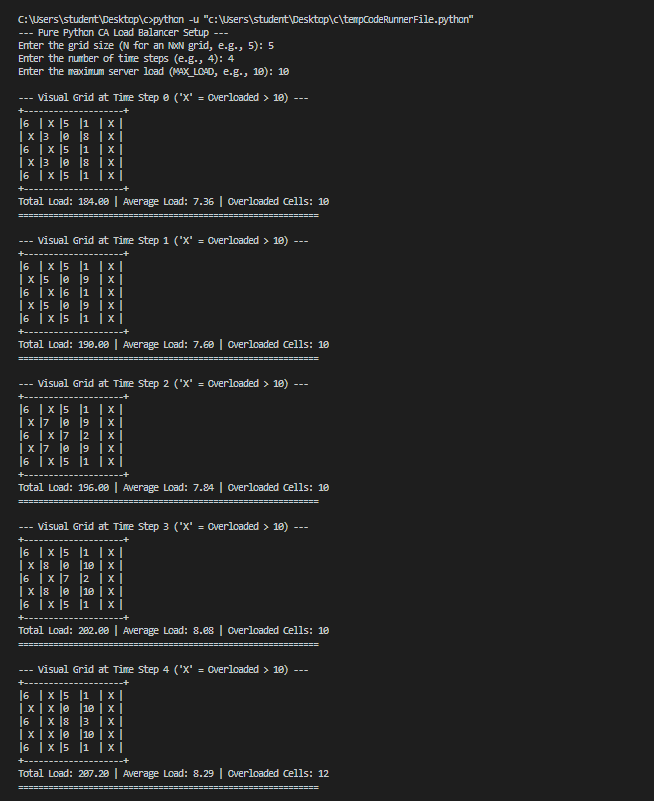 C:\Users\student\Desktop\c>python -u "c:\Users\student\Desktop\c\tempCodeRunnerFile.python"
--- Pure Python CA Load Balancer Setup ---
Enter the grid size (N for an NxN grid, e.g., 5): 5
Enter the number of time steps (e.g., 4): 4
Enter the maximum server load (MAX_LOAD, e.g., 10): 10

--- Visual Grid at Time Step 0 ('X' = Overloaded > 10) ---
+--------------------+
|6  | X |5  |1  | X |
| X |3  |0  |8  | X |
|6  | X |5  |1  | X |
| X |3  |0  |8  | X |
|6  | X |5  |1  | X |
+--------------------+
Total Load: 184.00 | Average Load: 7.36 | Overloaded Cells: 10
============================================================

--- Visual Grid at Time Step 1 ('X' = Overloaded > 10) ---
+--------------------+
|6  | X |5  |1  | X |
| X |5  |0  |9  | X |
|6  | X |6  |1  | X |
| X |5  |0  |9  | X |
|6  | X |5  |1  | X |
+--------------------+
Total Load: 190.00 | Average Load: 7.60 | Overloaded Cells: 10
============================================================

--- Visual Grid at Time Step 2 ('X' = Overloaded > 10) ---
+--------------------+
|6  | X |5  |1  | X |
| X |7  |0  |9  | X |
|6  | X |7  |2  | X |
| X |7  |0  |9  | X |
|6  | X |5  |1  | X |
+--------------------+
Total Load: 196.00 | Average Load: 7.84 | Overloaded Cells: 10
============================================================

--- Visual Grid at Time Step 3 ('X' = Overloaded > 10) ---
+--------------------+
|6  | X |5  |1  | X |
| X |8  |0  |10 | X |
|6  | X |7  |2  | X |
| X |8  |0  |10 | X |
|6  | X |5  |1  | X |
+--------------------+
Total Load: 202.00 | Average Load: 8.08 | Overloaded Cells: 10
============================================================

--- Visual Grid at Time Step 4 ('X' = Overloaded > 10) ---
+--------------------+
|6  | X |5  |1  | X |
| X | X |0  |10 | X |
|6  | X |8  |3  | X |
| X | X |0  |10 | X |
|6  | X |5  |1  | X |
+--------------------+
Total Load: 207.20 | Average Load: 8.29 | Overloaded Cells: 12
============================================================